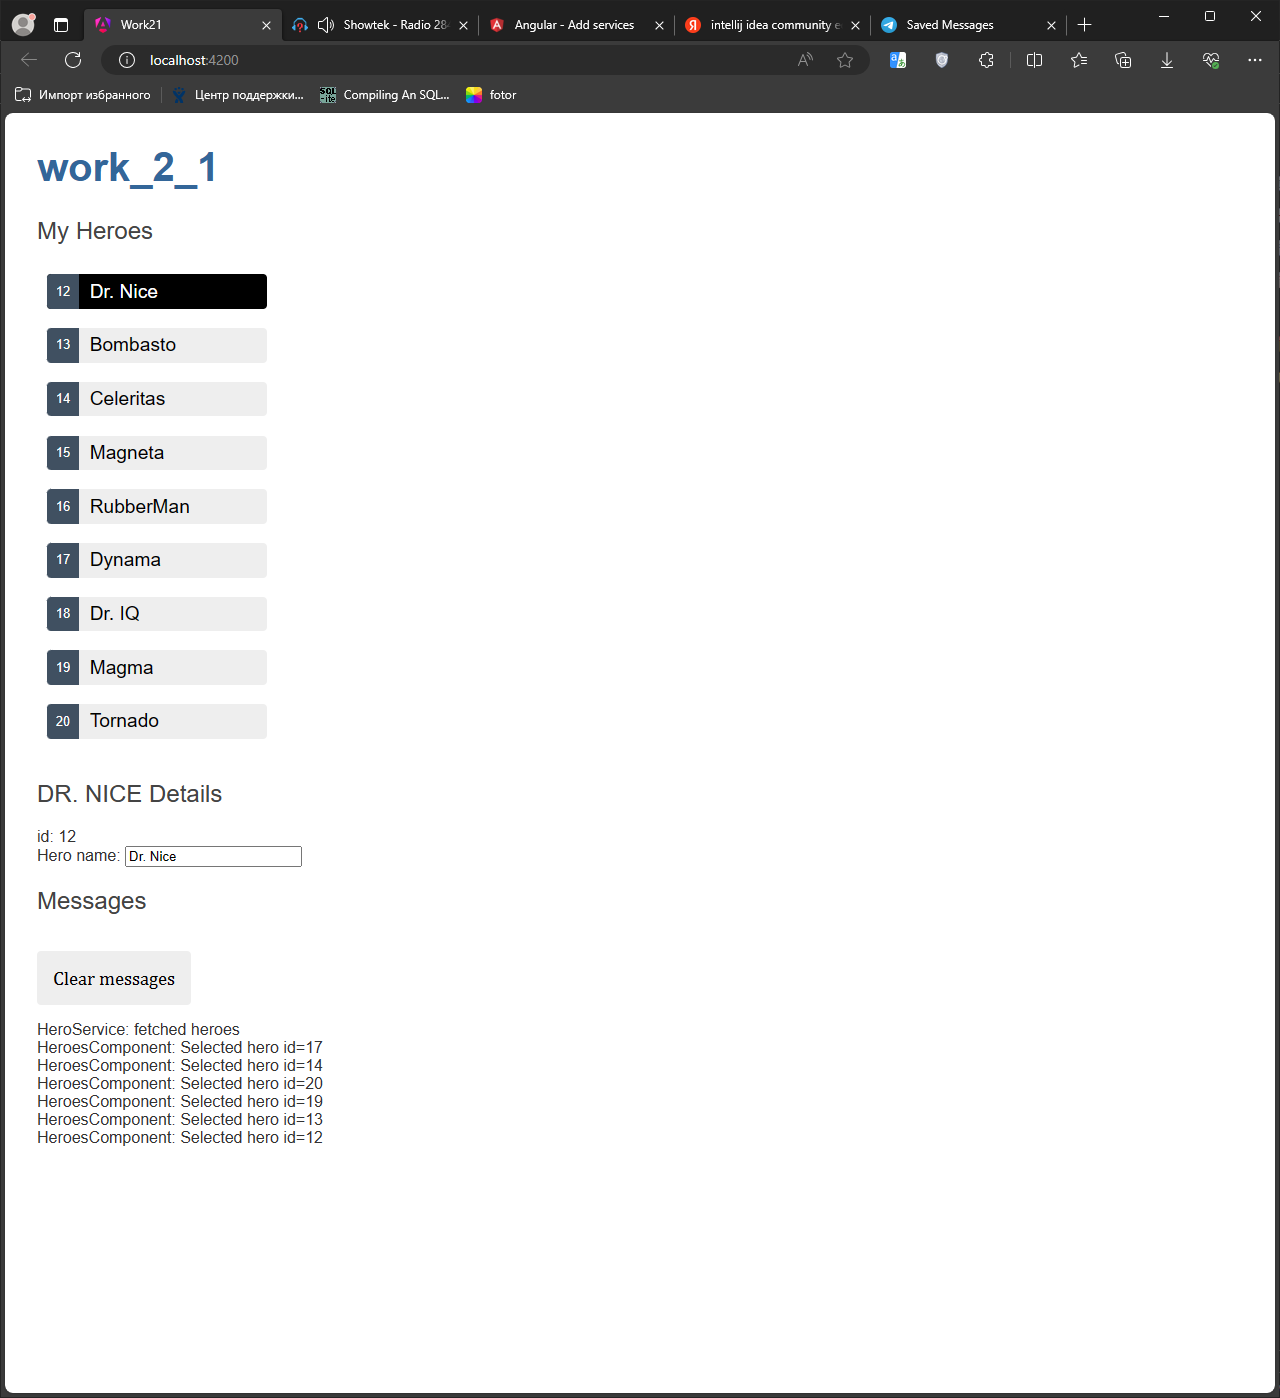 Work21
Showtek - Radio 284
Angular - Add services
intellij idea community e
Saved Messages
localhost:4200
Импорт избранного
Центр поддержки...
Compiling An SQL...
fotor
work_2_1
My Heroes
12 Dr. Nice
13 Bombasto
14 Celeritas
15 Magneta
16 RubberMan
17 Dynama
18 Dr. IQ
19 Magma
20 Tornado
DR. NICE Details
id: 12
Hero name: Dr. Nice
Messages
Clear messages
HeroService: fetched heroes
HeroesComponent: Selected hero id=17
HeroesComponent: Selected hero id=14
HeroesComponent: Selected hero id=20
HeroesComponent: Selected hero id=19
HeroesComponent: Selected hero id=13
HeroesComponent: Selected hero id=12